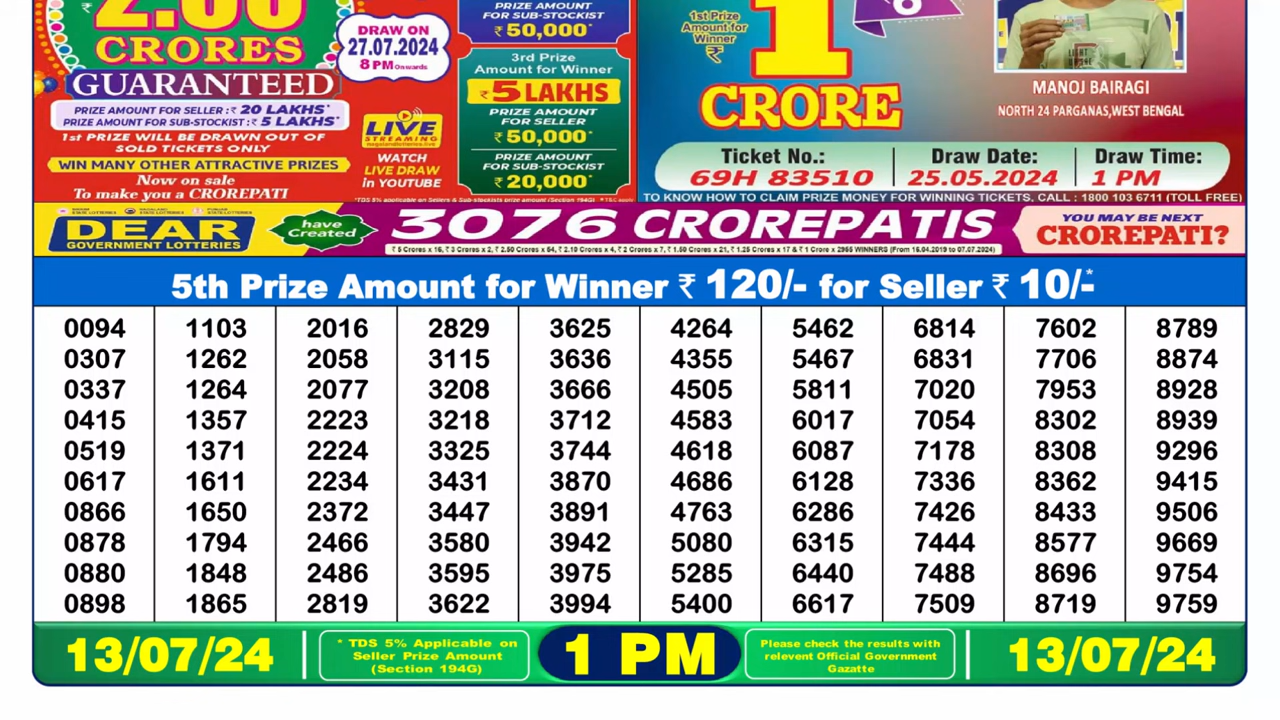 CRORES
GUARANTEED
PRIZE AMOUNT FOR SELLER : ₹ 20 LAKHS*
PRIZE AMOUNT FOR SUB-STOCKIST : ₹ 5 LAKHS*
1st PRIZE WILL BE DRAWN OUT OF
SOLD TICKETS ONLY
WIN MANY OTHER ATTRACTIVE PRIZES
Now on sale
To make you a CROREPATI
DRAW ON
27.07.2024
8 PM Onwards
LIVE
STREAMING
WATCH
LIVE DRAW
in YOUTUBE
PRIZE AMOUNT
FOR SUB-STOCKIST
₹ 50,000*
3rd Prize
Amount for Winner
₹ 5 LAKHS
PRIZE AMOUNT
FOR SELLER
₹ 50,000*
PRIZE AMOUNT
FOR SUB-STOCKIST
₹ 20,000*
1st Prize
Amount for
Winner
₹
1
CRORE
MANOJ BAIRAGI
NORTH 24 PARGANAS,WEST BENGAL
Ticket No.: Draw Date: Draw Time:
69H 83510 25.05.2024 1 PM
TO KNOW HOW TO CLAIM PRIZE MONEY FOR WINNING TICKETS, CALL : 1800 103 6711 (TOLL FREE)
DEAR
GOVERNMENT LOTTERIES
have
Created
3076 CROREPATIS
YOU MAY BE NEXT
CROREPATI?
5th Prize Amount for Winner ₹ 120/- for Seller ₹ 10/-*
0094 1103 2016 2829 3625 4264 5462 6814 7602 8789
0307 1262 2058 3115 3636 4355 5467 6831 7706 8874
0337 1264 2077 3208 3666 4505 5811 7020 7953 8928
0415 1357 2223 3218 3712 4583 6017 7054 8302 8939
0519 1371 2224 3325 3744 4618 6087 7178 8308 9296
0617 1611 2234 3431 3870 4686 6128 7336 8362 9415
0866 1650 2372 3447 3891 4763 6286 7426 8433 9506
0878 1794 2466 3580 3942 5080 6315 7444 8577 9669
0880 1848 2486 3595 3975 5285 6440 7488 8696 9754
0898 1865 2819 3622 3994 5400 6617 7509 8719 9759
13/07/24
* TDS 5% Applicable on
Seller Prize Amount
(Section 194G)
1 PM
Please check the results with
relevent Official Government
Gazatte
13/07/24